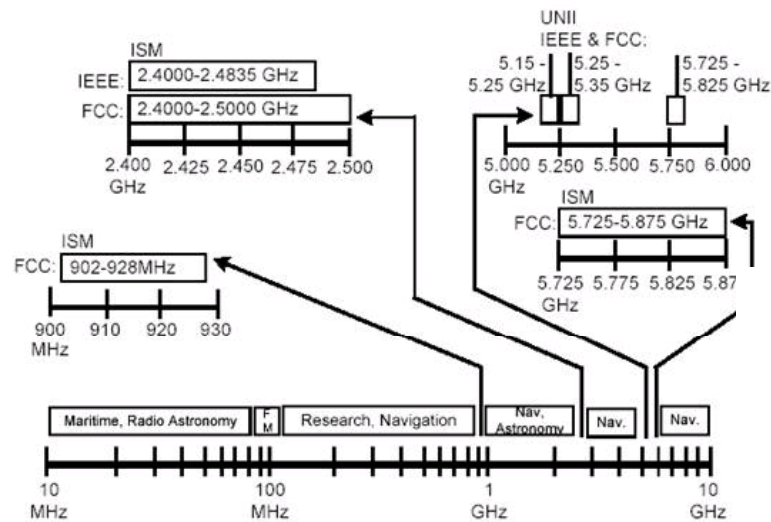 ISM
IEEE: 2.4000-2.4835 GHz
FCC: 2.4000-2.5000 GHz
2.400 2.425 2.450 2.475 2.500
GHz
UNII
IEEE & FCC:
5.15 - 5.25 - 5.725 -
5.25 GHz 5.35 GHz 5.825 GHz
5.000 5.250 5.500 5.750 6.000
GHz
ISM
FCC: 5.725-5.875 GHz
5.725 5.775 5.825 5.87
GHz
ISM
FCC: 902-928MHz
900 910 920 930
MHz
Maritime, Radio Astronomy F M Research, Navigation Nav, Astronomy Nav. Nav.
10 100 1 10
MHz MHz GHz GHz